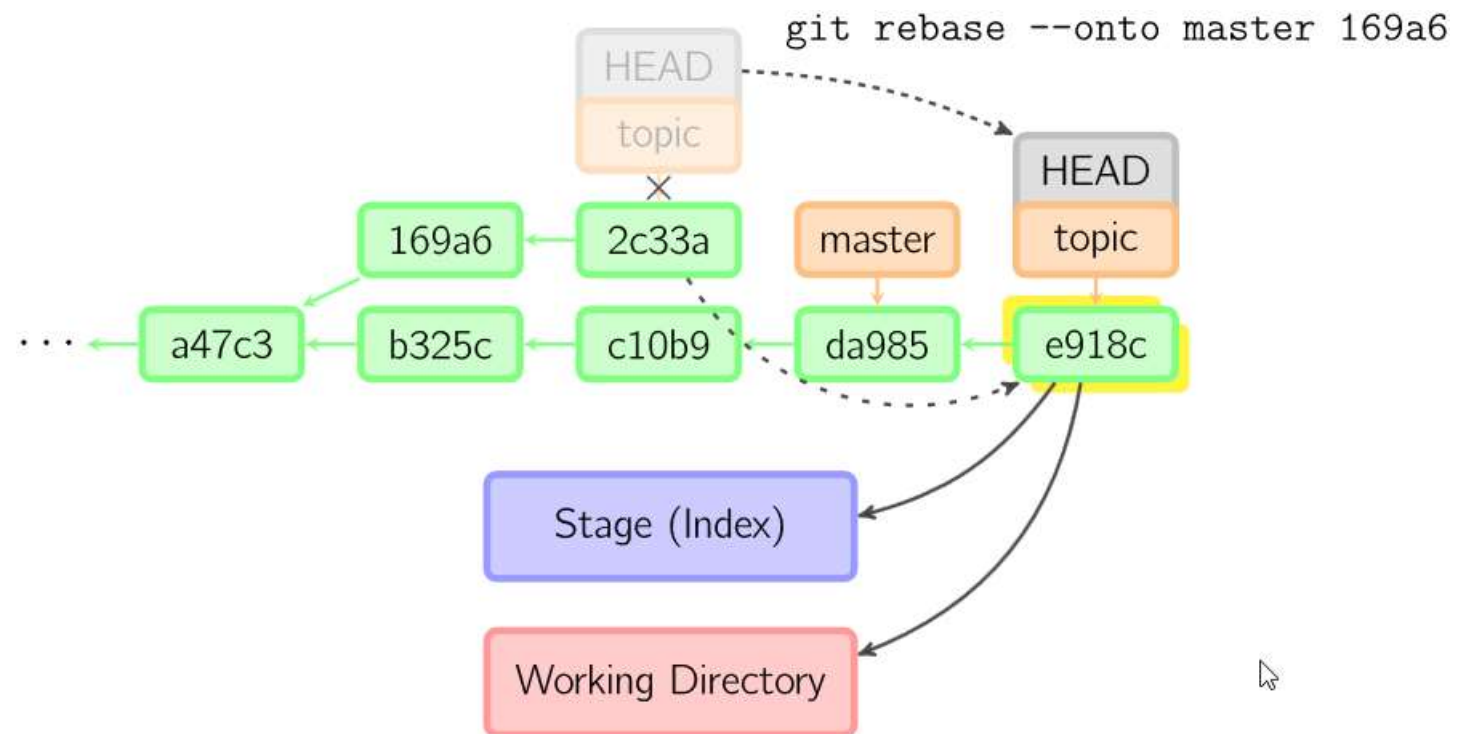 git rebase --onto master 169a6
HEAD
topic
HEAD
topic
169a6
2c33a
master
... a47c3
b325c
c10b9
da985
e918c
Stage (Index)
Working Directory